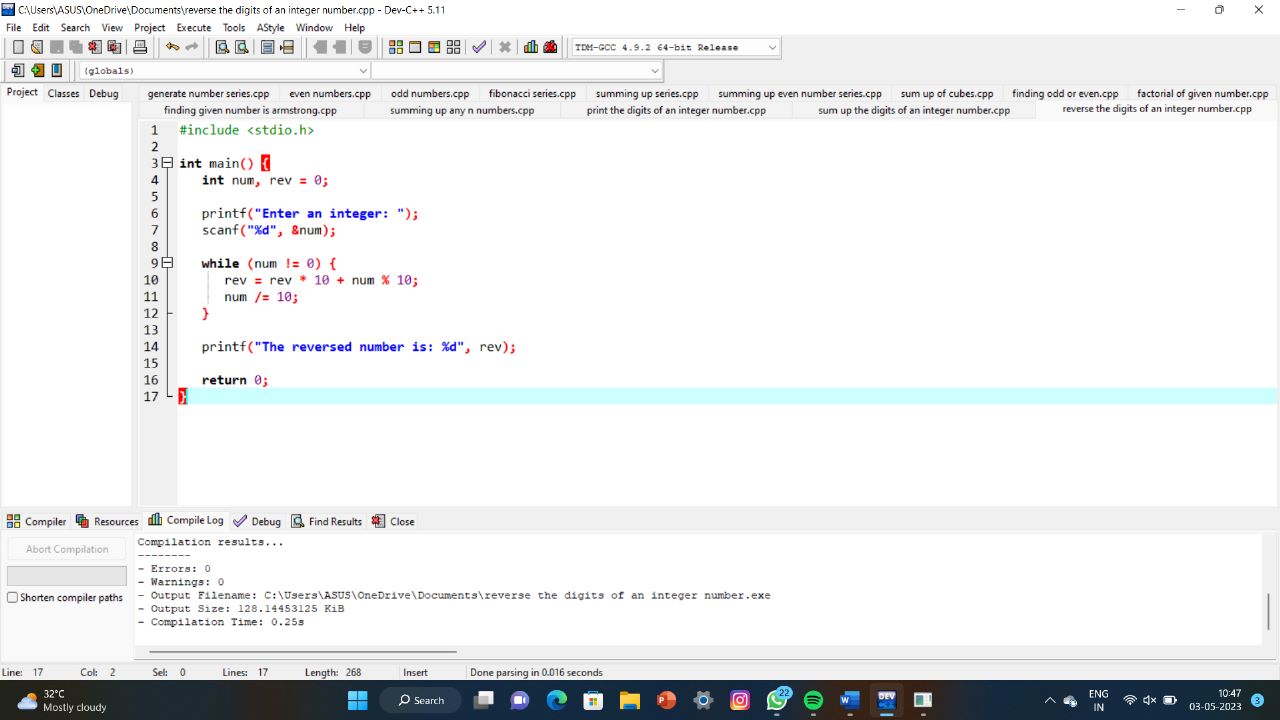 C:\Users\ASUS\OneDrive\Documents\reverse the digits of an integer number.cpp - Dev-C++ 5.11
File Edit Search View Project Execute Tools AStyle Window Help
TDM-GCC 4.9.2 64-bit Release
(globals)
Project Classes Debug
generate number series.cpp even numbers.cpp odd numbers.cpp fibonacci series.cpp summing up series.cpp summing up even number series.cpp sum up of cubes.cpp finding odd or even.cpp factorial of given number.cpp
finding given number is armstrong.cpp summing up any n numbers.cpp print the digits of an integer number.cpp sum up the digits of an integer number.cpp reverse the digits of an integer number.cpp
1 #include <stdio.h>
2
3 int main() {
4 int num, rev = 0;
5
6 printf("Enter an integer: ");
7 scanf("%d", &num);
8
9 while (num != 0) {
10 rev = rev * 10 + num % 10;
11 num /= 10;
12 }
13
14 printf("The reversed number is: %d", rev);
15
16 return 0;
17 }
Compiler Resources Compile Log Debug Find Results Close
Abort Compilation
Shorten compiler paths
Compilation results...
--------
- Errors: 0
- Warnings: 0
- Output Filename: C:\Users\ASUS\OneDrive\Documents\reverse the digits of an integer number.exe
- Output Size: 128.14453125 KiB
- Compilation Time: 0.25s
Line: 17 Col: 2 Sel: 0 Lines: 17 Length: 268 Insert Done parsing in 0.016 seconds
32°C
Mostly cloudy
Search
22
DEV
ENG
IN
10:47
03-05-2023
3